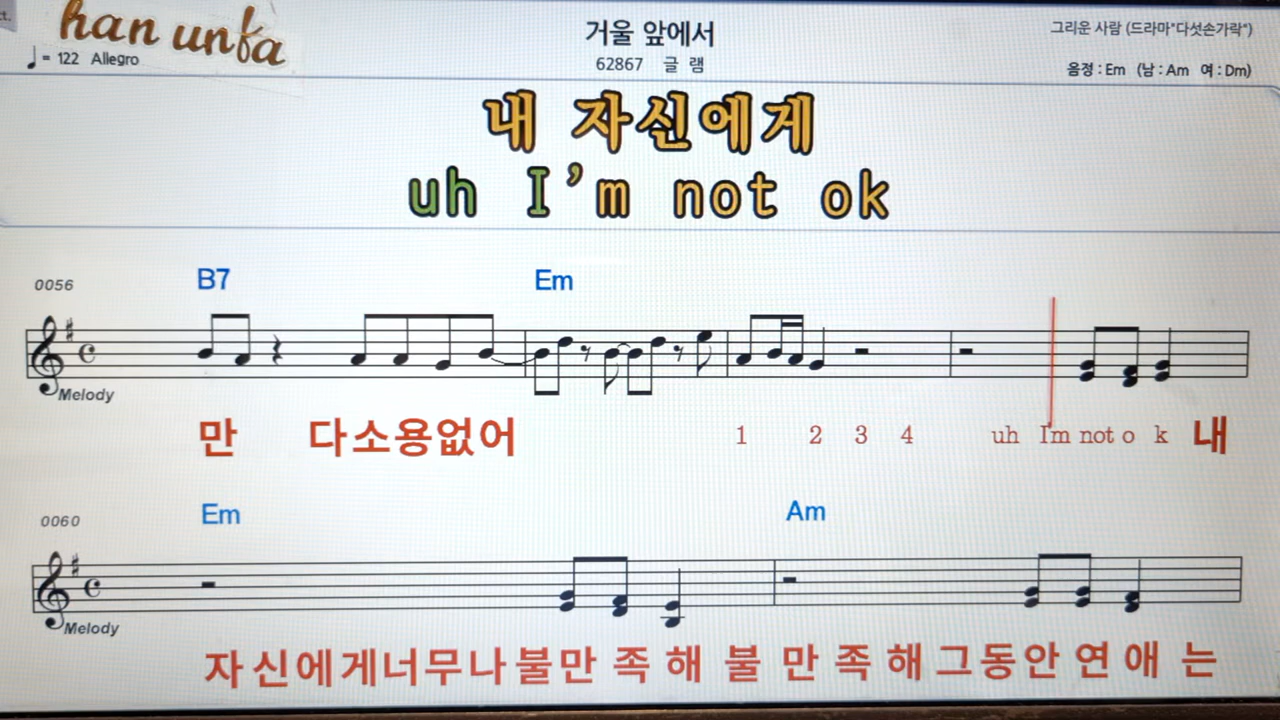 ct.
han unfa
♩= 122 Allegro
거울 앞에서
62867 글 램
그리운 사람 (드라마"다섯손가락")
음정 : Em (남 : Am 여 : Dm)
내 자신에게
uh I'm not ok
0056 B7 Em
Melody
만 다소용없어 1 2 3 4 uh I'm not o k 내
0060 Em Am
Melody
자신에게너무나불만 족 해 불 만 족 해 그동안 연 애 는